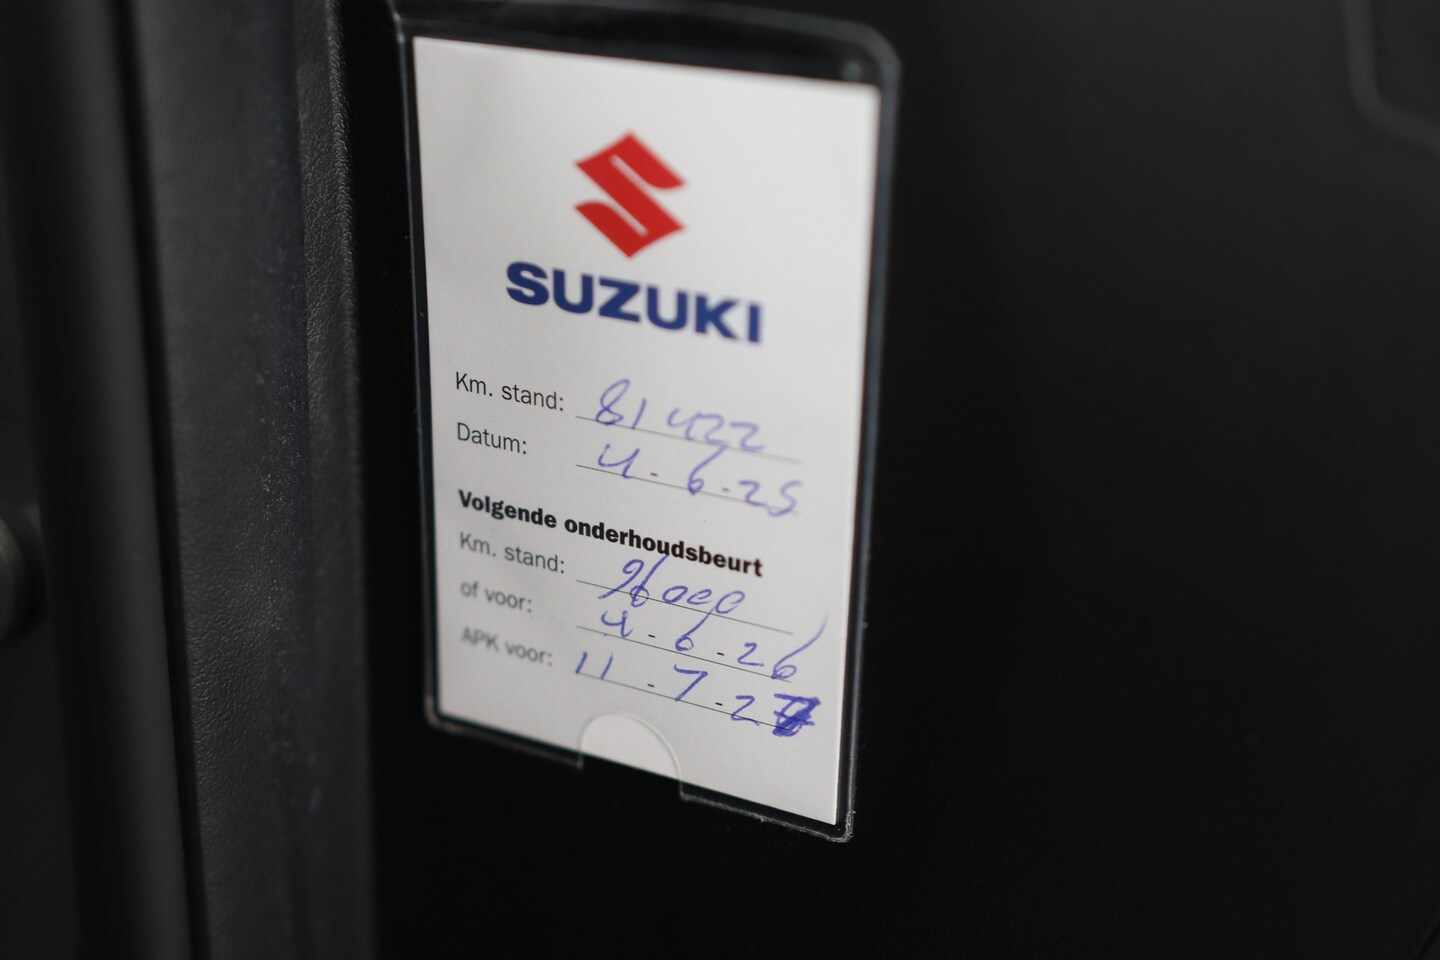 SUZUKI
Km. stand: 81422
Datum: 4-6-25
Volgende onderhoudsbeurt
Km. stand: 96000
of voor: 4-6-26
APK voor: 11-7-27